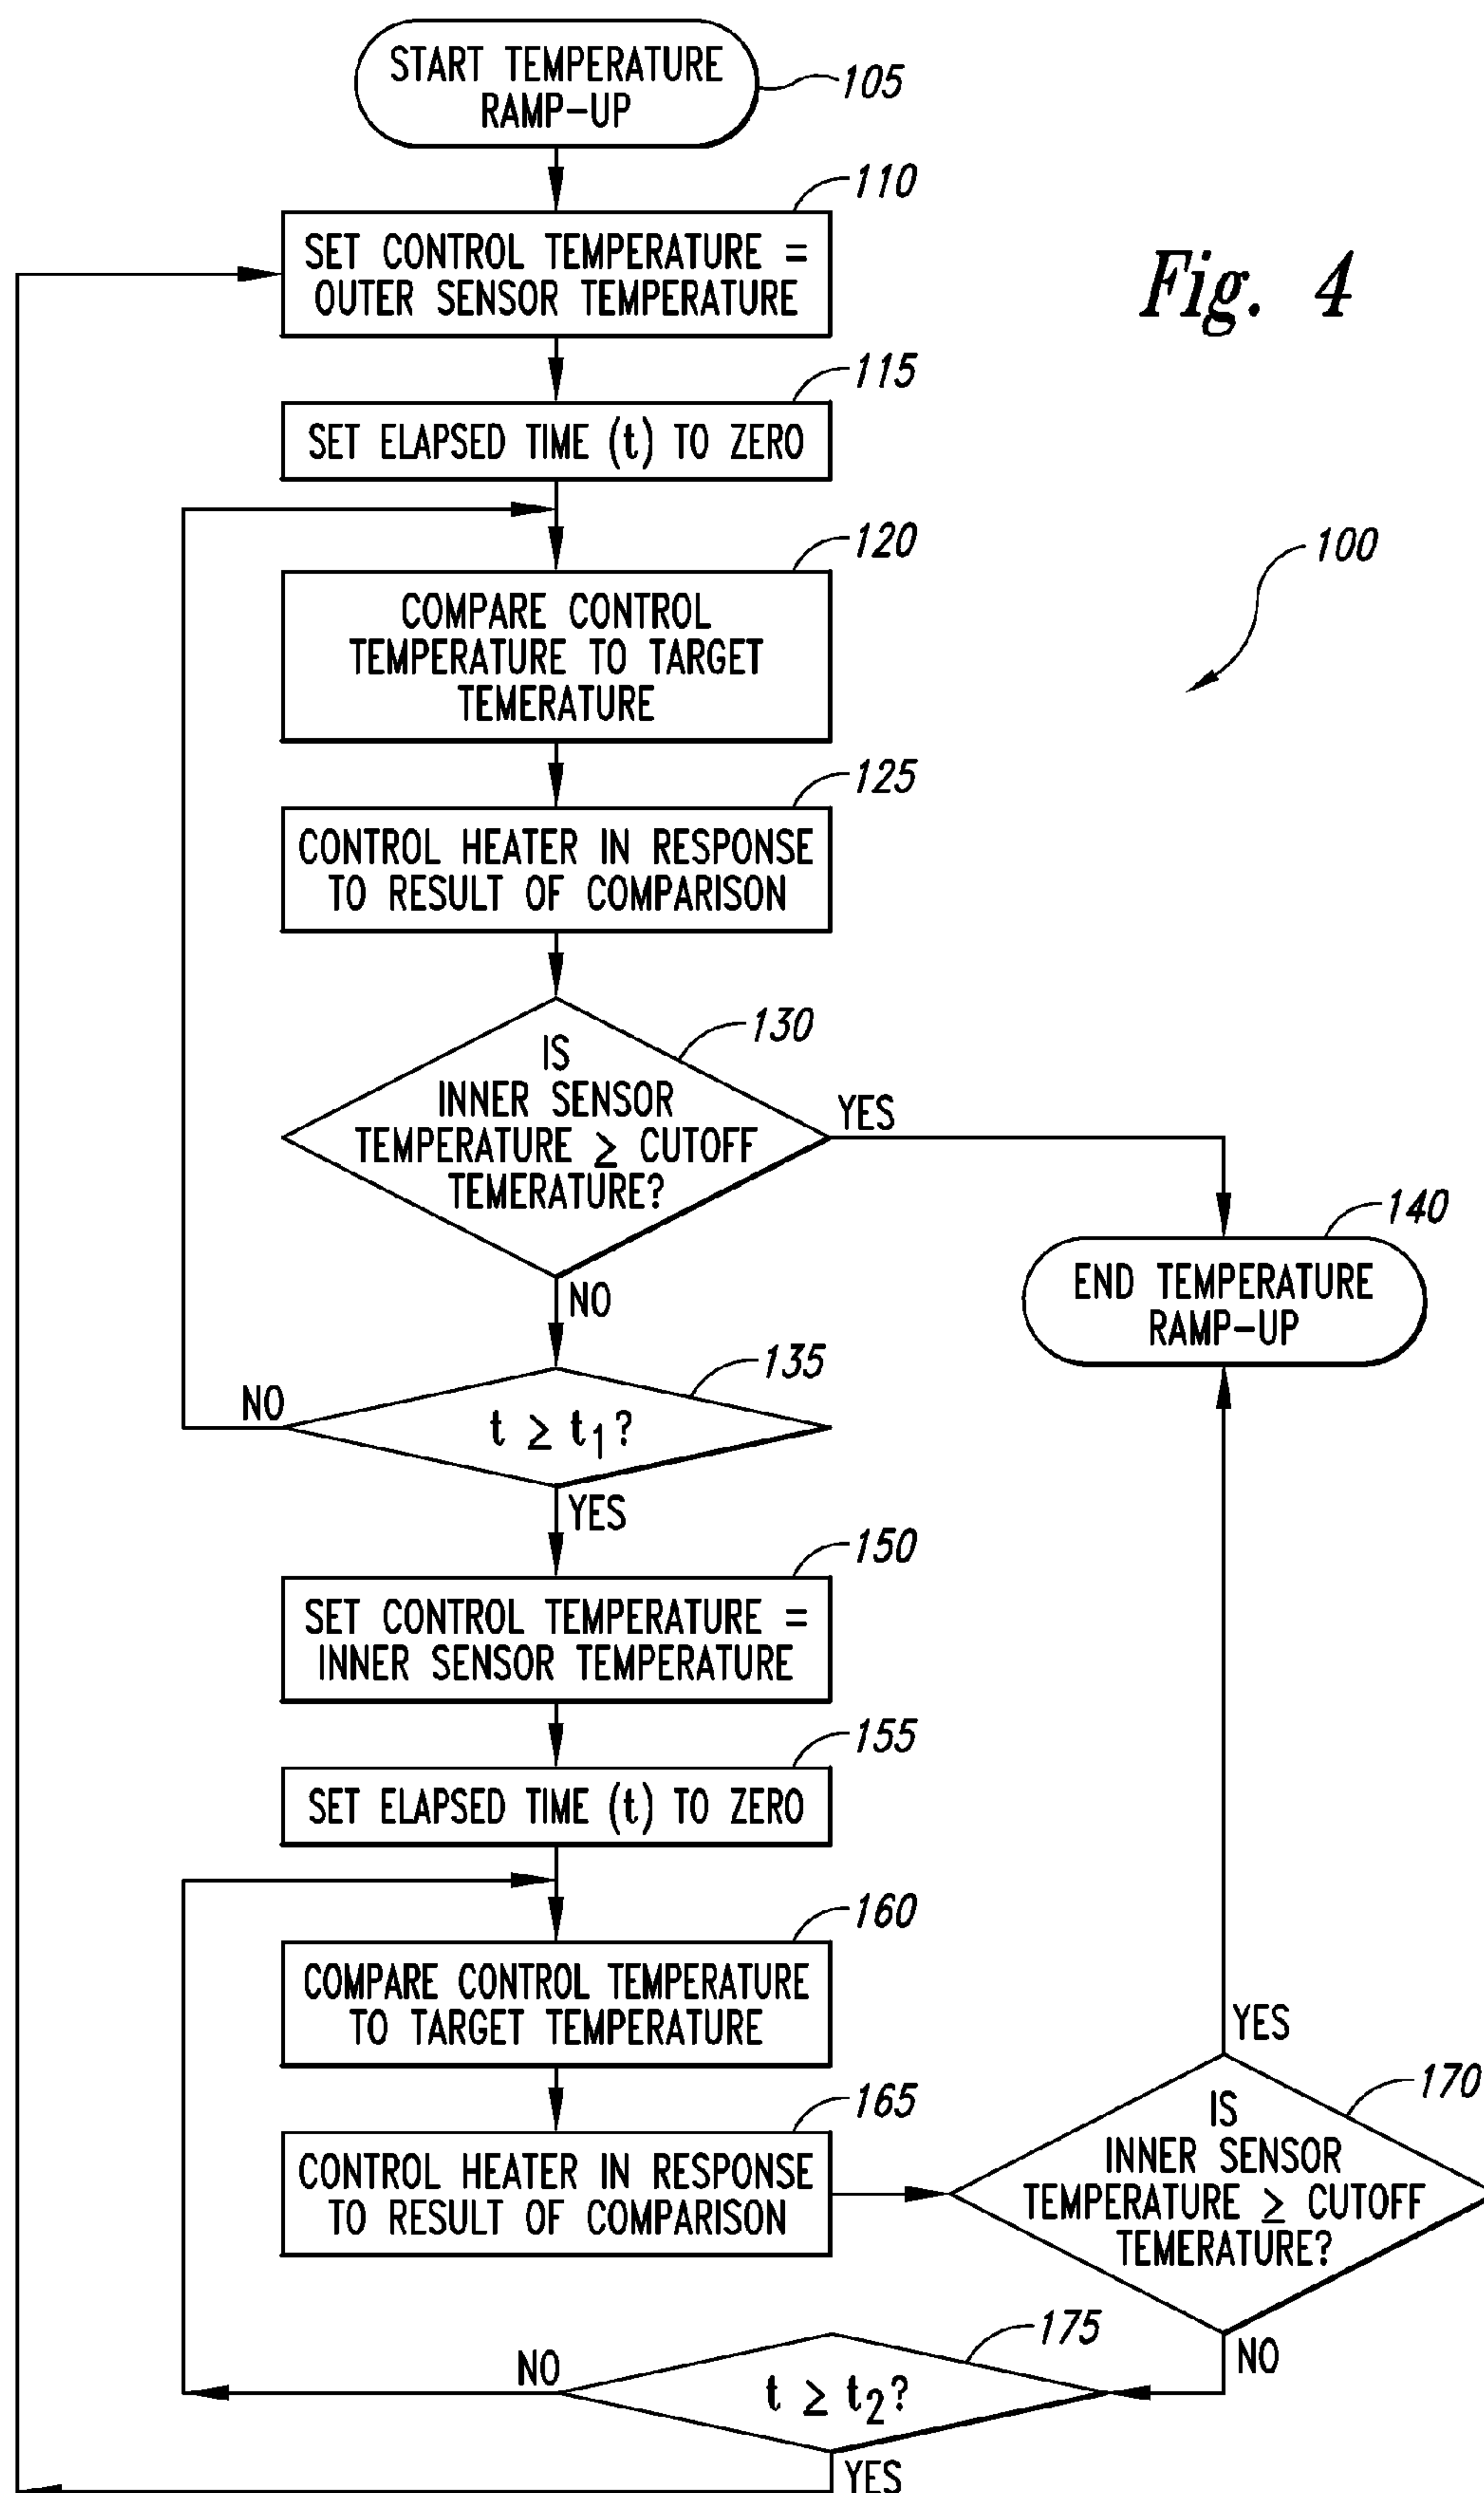 START TEMPERATURE
RAMP-UP
105
110
SET CONTROL TEMPERATURE =
OUTER SENSOR TEMPERATURE
Fig. 4
115
SET ELAPSED TIME (t) TO ZERO
120
100
COMPARE CONTROL
TEMPERATURE TO TARGET
TEMERATURE
125
CONTROL HEATER IN RESPONSE
TO RESULT OF COMPARISON
130
IS
INNER SENSOR
TEMPERATURE ≥ CUTOFF
TEMERATURE?
YES
NO
140
END TEMPERATURE
RAMP-UP
135
NO
t ≥ t₁?
YES
150
SET CONTROL TEMPERATURE =
INNER SENSOR TEMPERATURE
155
SET ELAPSED TIME (t) TO ZERO
160
COMPARE CONTROL TEMPERATURE
TO TARGET TEMPERATURE
165
CONTROL HEATER IN RESPONSE
TO RESULT OF COMPARISON
YES
170
IS
INNER SENSOR
TEMPERATURE ≥ CUTOFF
TEMERATURE?
NO
175
NO
t ≥ t₂?
YES